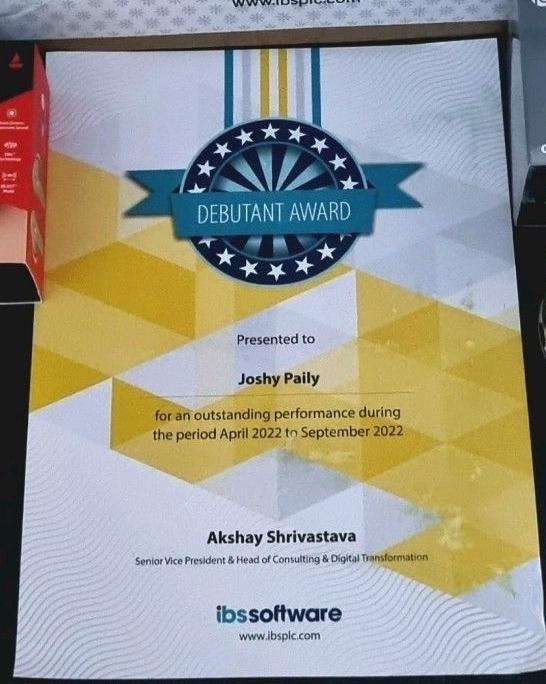 www.ibsplc.com
DEBUTANT AWARD
Presented to
Joshy Paily
for an outstanding performance during
the period April 2022 to September 2022
Akshay Shrivastava
Senior Vice President & Head of Consulting & Digital Transformation
ibssoftware
www.ibsplc.com